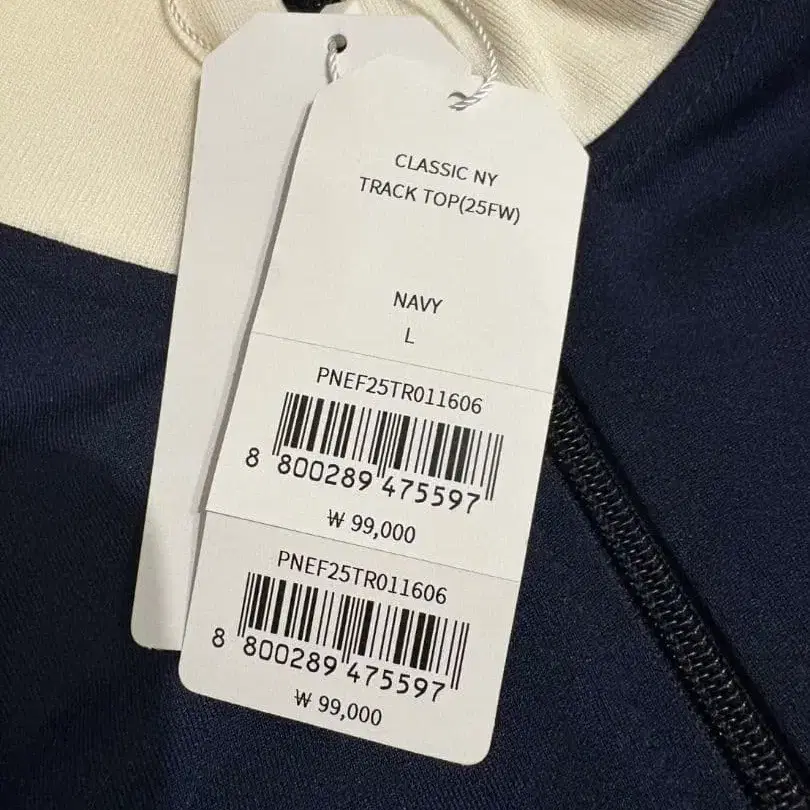 CLASSIC NY
TRACK TOP(25FW)
NAVY
L
PNEF25TR011606
8 800289 475597
₩ 99,000
PNEF25TR011606
8 800289 475597
₩ 99,000